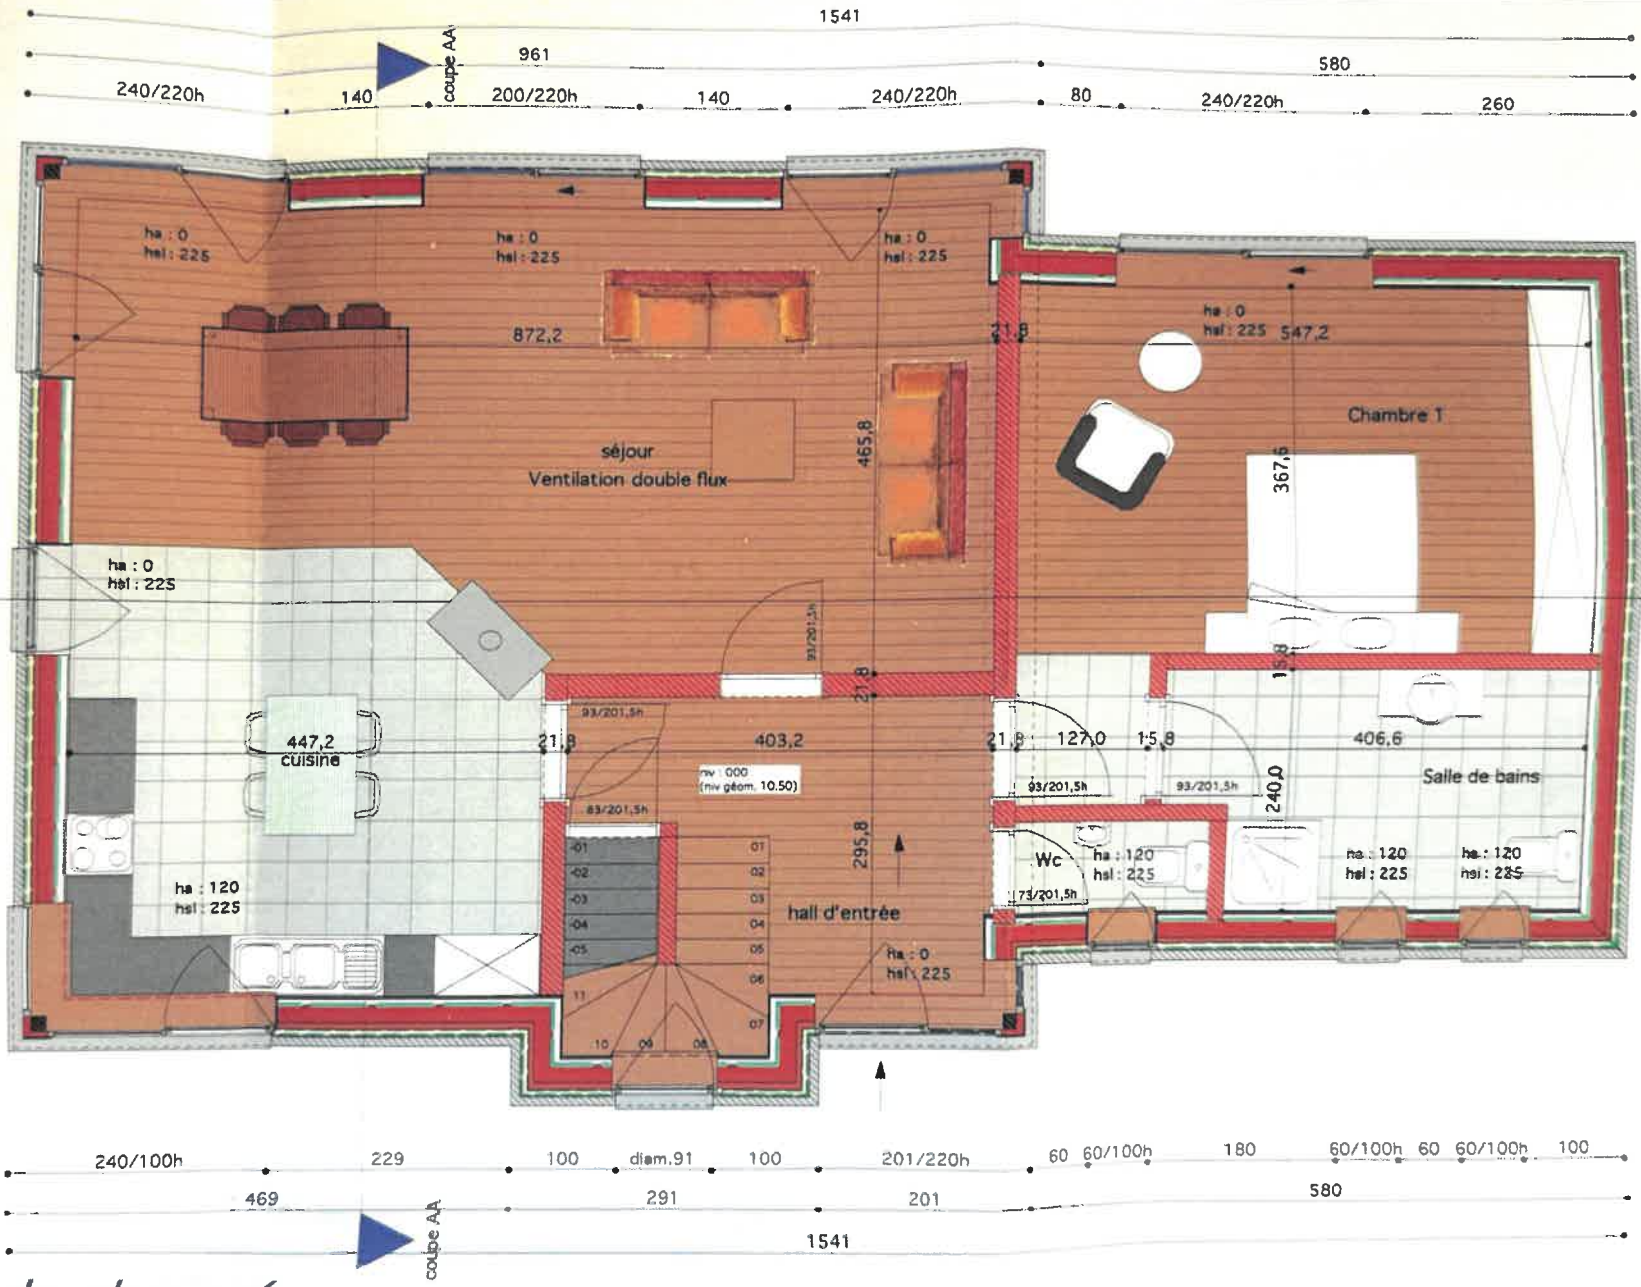 1541
coupe AA
961
580
240/220h
140
200/220h
140
240/220h
80
240/220h
260
ha : 0
hsl : 225
ha : 0
hsl : 225
ha : 0
hsl : 225
ha : 0
hsl : 225
872,2
21,8
547,2
Chambre 1
séjour
Ventilation double flux
465,8
367,6
ha : 0
hsl : 225
93/201,5h
21,8
15,8
93/201,5h
447,2
cuisine
21,8
403,2
21,8
127,0
15,8
406,6
niv : 000
(niv géom. 10.50)
Salle de bains
93/201,5h
93/201,5h
240,0
83/201,5h
295,8
-01
-02
-03
-04
-05
01
02
03
04
05
06
07
08
09
10
11
Wc
ha : 120
hsl : 225
73/201,5h
ha : 120
hsl : 225
ha : 120
hsl : 225
ha : 120
hsl : 225
hall d'entrée
ha : 0
hsl : 225
240/100h
229
100
diam.91
100
201/220h
60
60/100h
180
60/100h
60
60/100h
100
469
291
201
580
coupe AA
1541